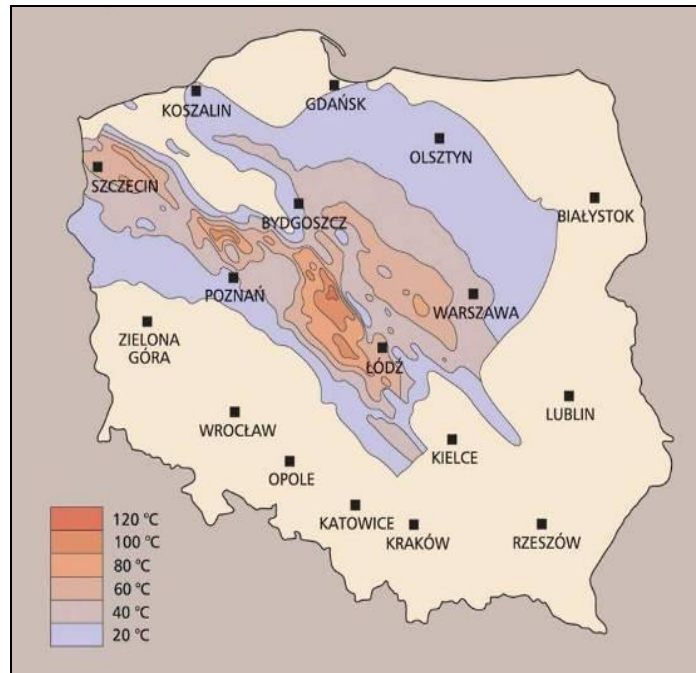 KOSZALIN
GDAŃSK
OLSZTYN
SZCZECIN
BIAŁYSTOK
BYDGOSZCZ
POZNAŃ
WARSZAWA
ZIELONA
GÓRA
ŁÓDŹ
LUBLIN
WROCŁAW
KIELCE
OPOLE
KATOWICE
KRAKÓW
RZESZÓW
120 °C
100 °C
80 °C
60 °C
40 °C
20 °C